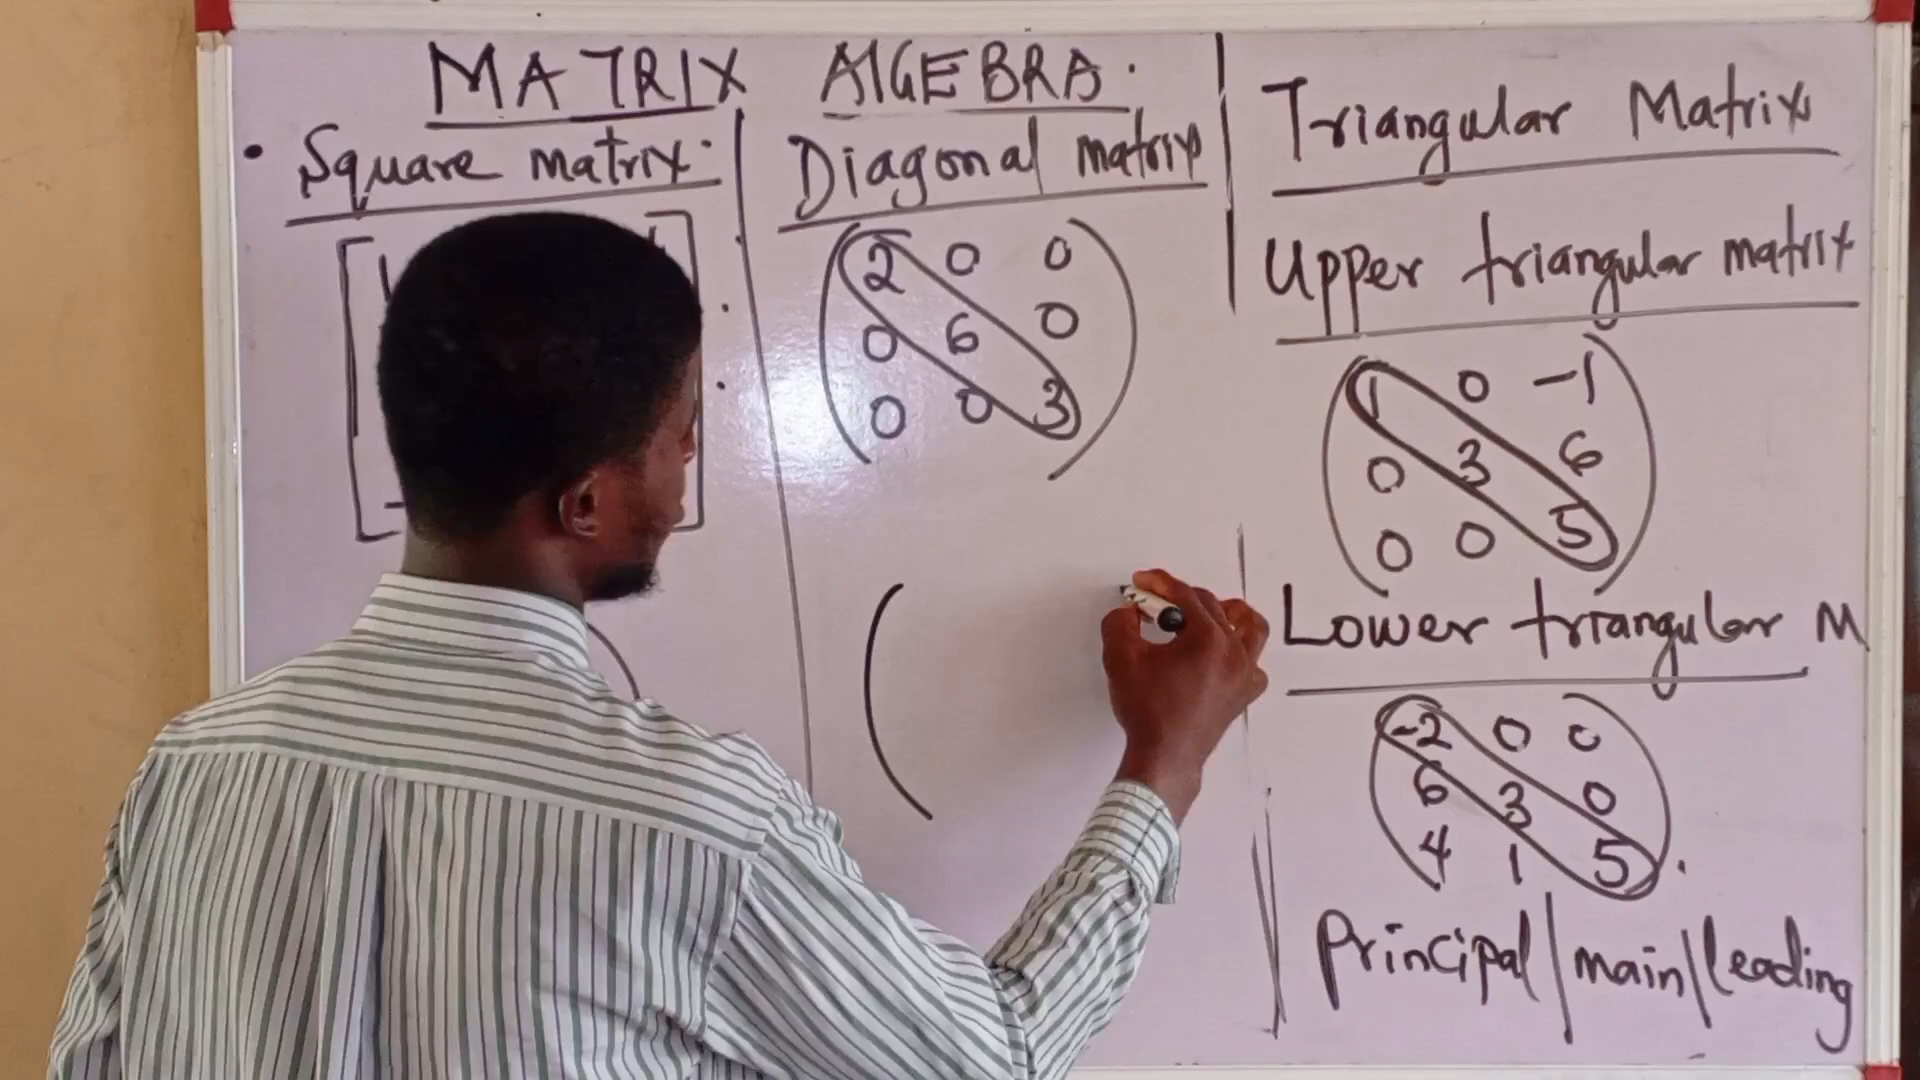 MATRIX ALGEBRA.
• Square matrix.
Diagonal matrix
2 0 0
0 6 0
0 0 3
Triangular Matrix
Upper triangular matrix
1 0 -1
0 3 6
0 0 5
Lower triangular M
-2 0 0
6 3 0
4 1 5
Principal/main/leading